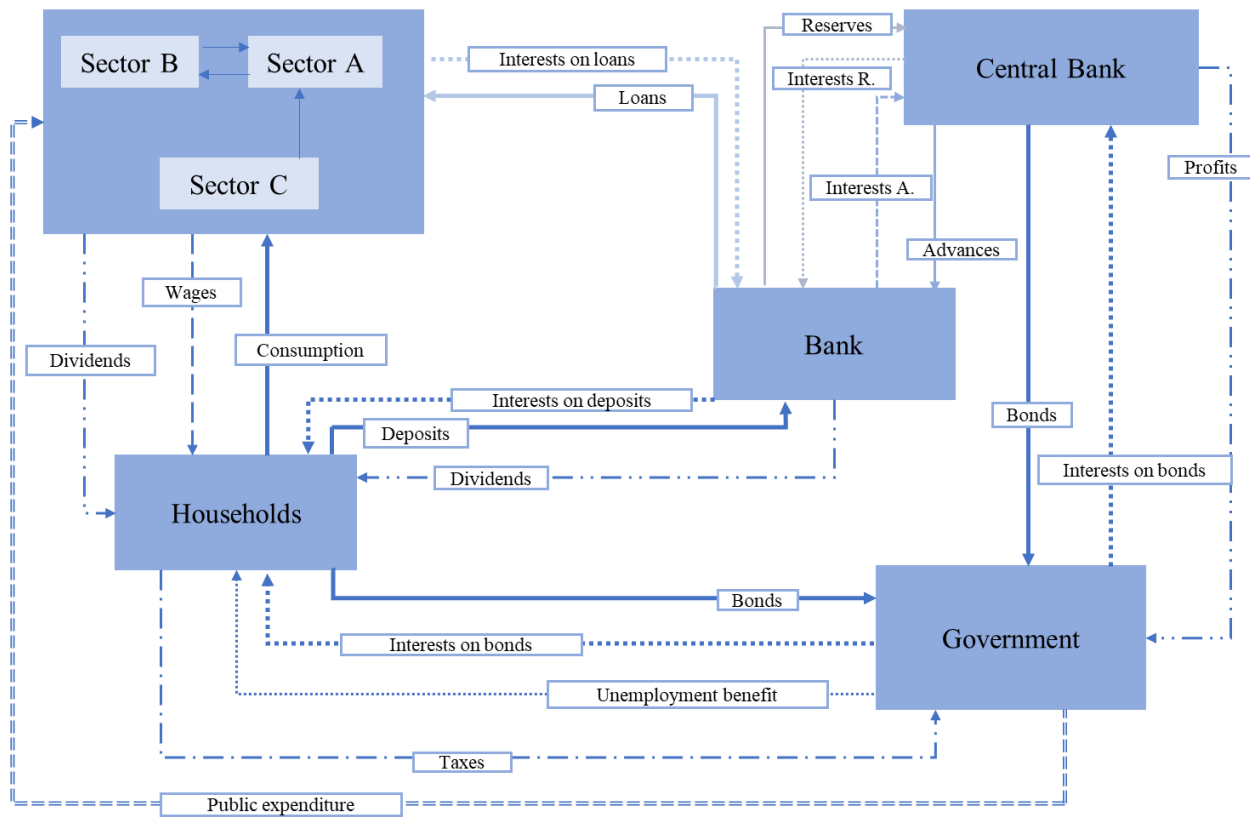 Reserves
Sector B
Sector A
Interests on loans
Central Bank
Interests R.
Loans
Sector C
Interests A.
Profits
Advances
Wages
Bank
Dividends
Consumption
Interests on deposits
Bonds
Deposits
Dividends
Interests on bonds
Households
Bonds
Government
Interests on bonds
Unemployment benefit
Taxes
Public expenditure